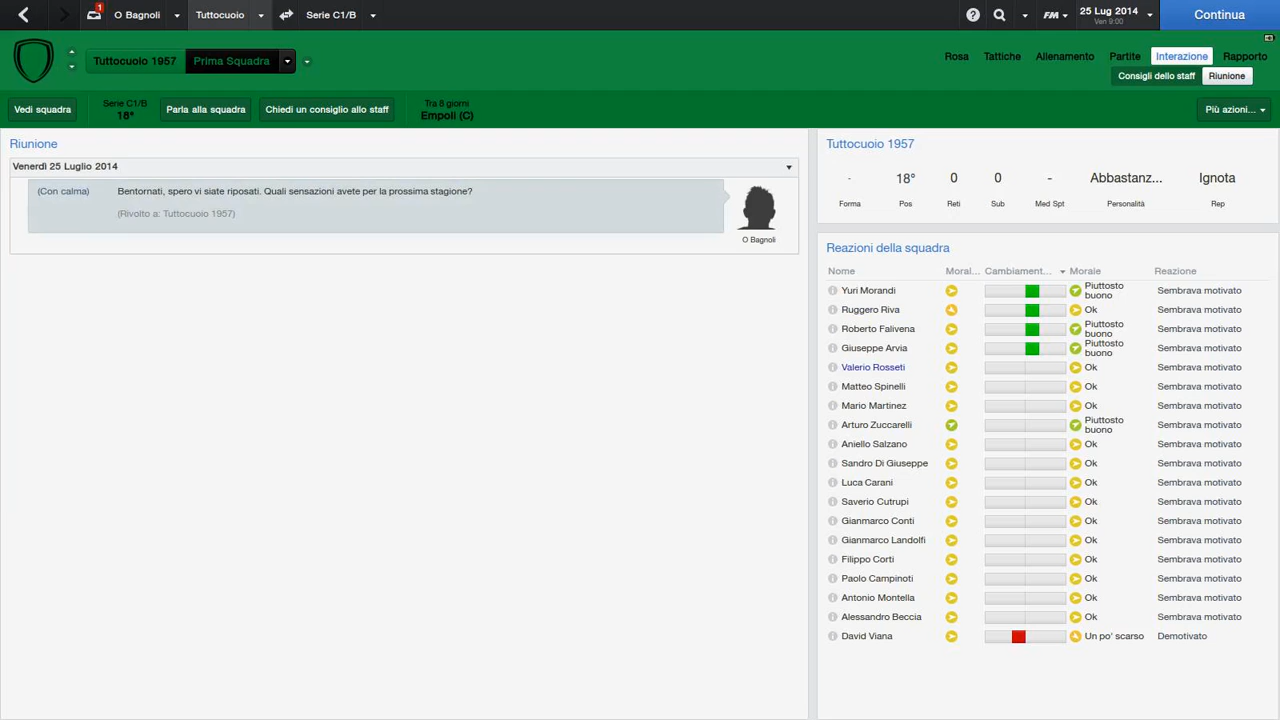 1
O Bagnoli
Tuttocuoio
Serie C1/B
FM
25 Lug 2014
Ven 9:00
Continua
Tuttocuoio 1957
Prima Squadra
Rosa
Tattiche
Allenamento
Partite
Interazione
Rapporto
Consigli dello staff
Riunione
Vedi squadra
Serie C1/B
18°
Parla alla squadra
Chiedi un consiglio allo staff
Tra 8 giorni
Empoli (C)
Più azioni...
Riunione
Venerdì 25 Luglio 2014
(Con calma) Bentornati, spero vi siate riposati. Quali sensazioni avete per la prossima stagione?
(Rivolto a: Tuttocuoio 1957)
O Bagnoli
Tuttocuoio 1957
- 18° 0 0 - Abbastanz... Ignota
Forma Pos Reti Sub Med Spt Personalità Rep
Reazioni della squadra
Nome Moral... Cambiament... Morale Reazione
Yuri Morandi Piuttosto buono Sembrava motivato
Ruggero Riva Ok Sembrava motivato
Roberto Falivena Piuttosto buono Sembrava motivato
Giuseppe Arvia Piuttosto buono Sembrava motivato
Valerio Rosseti Ok Sembrava motivato
Matteo Spinelli Ok Sembrava motivato
Mario Martinez Ok Sembrava motivato
Arturo Zuccarelli Piuttosto buono Sembrava motivato
Aniello Salzano Ok Sembrava motivato
Sandro Di Giuseppe Ok Sembrava motivato
Luca Carani Ok Sembrava motivato
Saverio Cutrupi Ok Sembrava motivato
Gianmarco Conti Ok Sembrava motivato
Gianmarco Landolfi Ok Sembrava motivato
Filippo Corti Ok Sembrava motivato
Paolo Campinoti Ok Sembrava motivato
Antonio Montella Ok Sembrava motivato
Alessandro Beccia Ok Sembrava motivato
David Viana Un po' scarso Demotivato